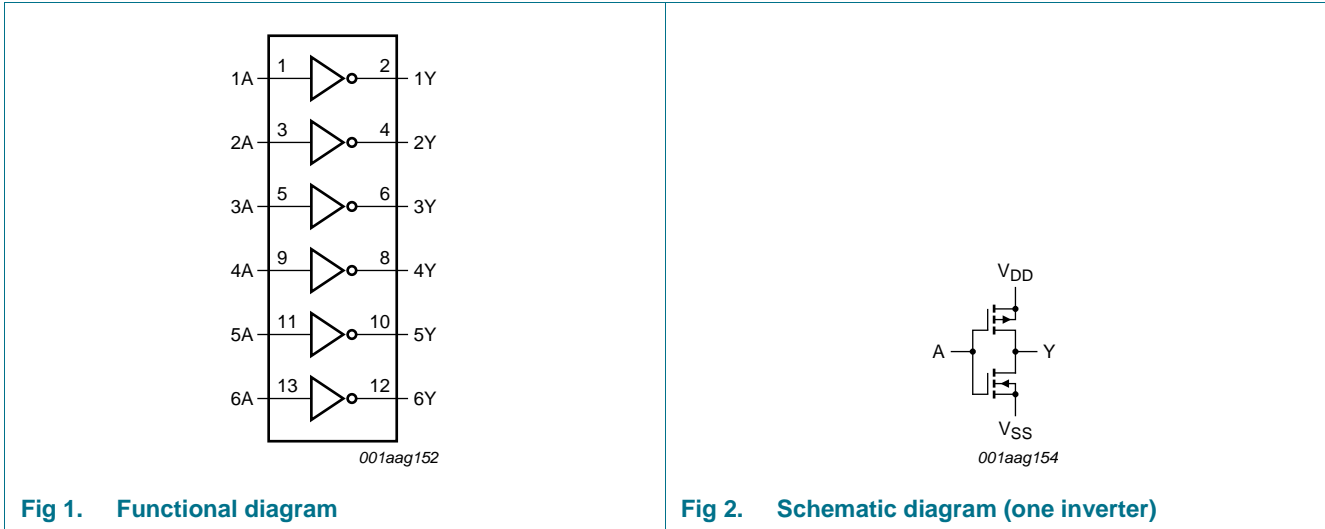 1A 1 2 1Y
2A 3 4 2Y
3A 5 6 3Y
4A 9 8 4Y
5A 11 10 5Y
6A 13 12 6Y
001aag152
Fig 1. Functional diagram
VDD
A Y
VSS
001aag154
Fig 2. Schematic diagram (one inverter)